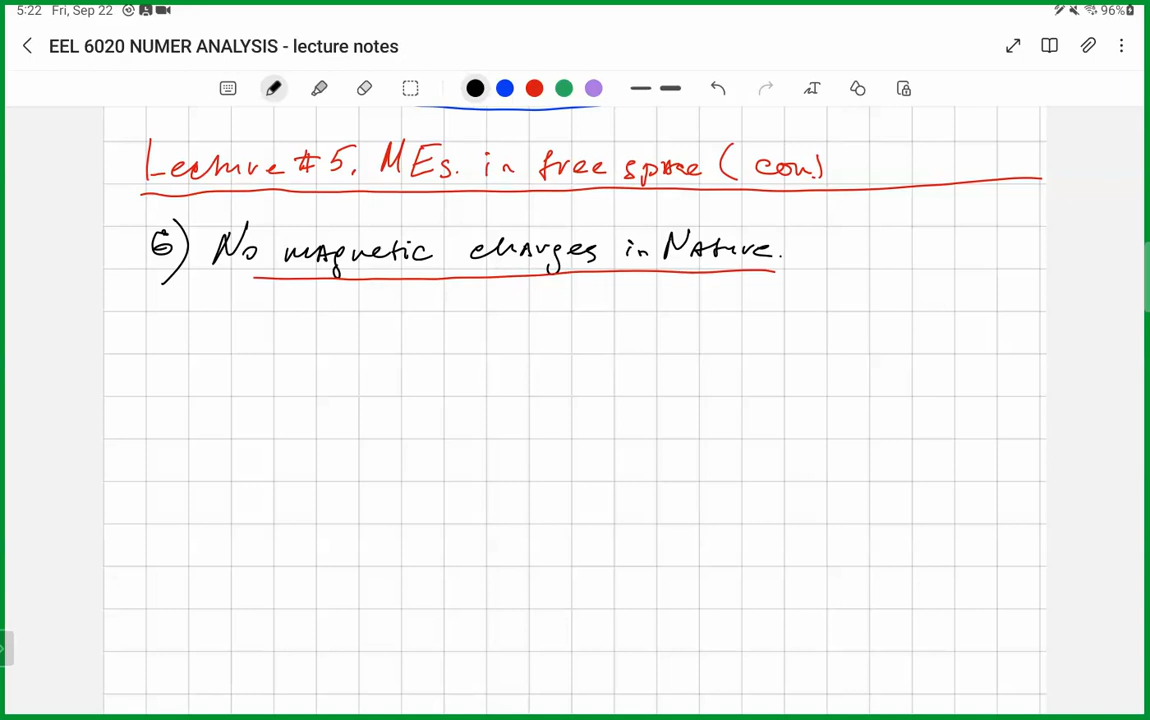 5:22 Fri, Sep 22 96%
EEL 6020 NUMER ANALYSIS - lecture notes
Lecture # 5. MEs. in free space ( con.)
6) No magnetic charges in Nature.